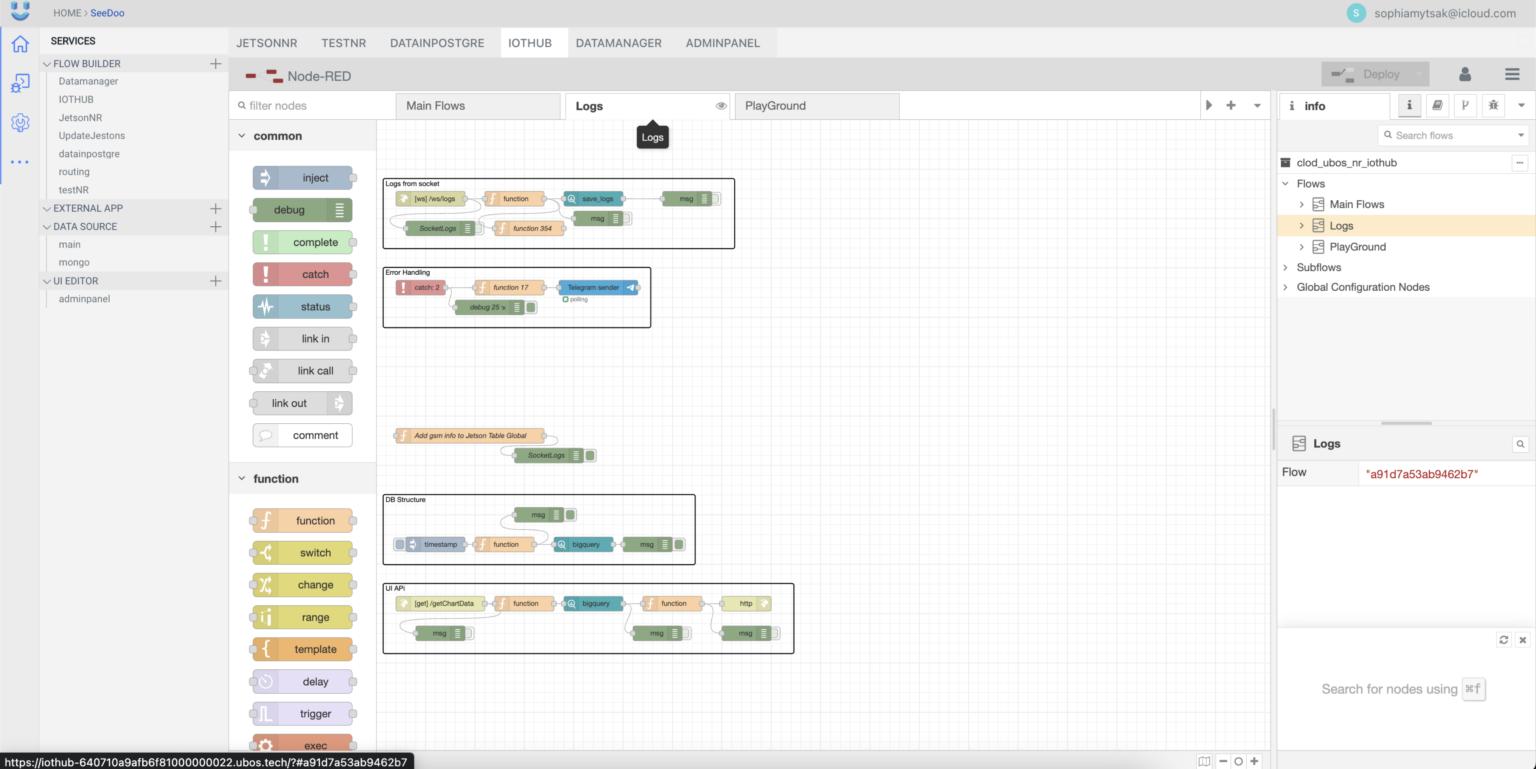 HOME > SeeDoo
S sophiamytsak@icloud.com
SERVICES
FLOW BUILDER
Datamanager
IOTHUB
JetsonNR
UpdateJestons
datainpostgre
routing
testNR
EXTERNAL APP
DATA SOURCE
main
mongo
UI EDITOR
adminpanel
JETSONNR TESTNR DATAINPOSTGRE IOTHUB DATAMANAGER ADMINPANEL
Node-RED
Deploy
filter nodes
Main Flows Logs PlayGround
Logs
common
inject
debug
complete
catch
status
link in
link call
link out
comment
function
function
switch
change
range
template
delay
trigger
exec
Logs from socket
[ws] /ws/logs function save_logs msg
msg
SocketLogs function 354
Error Handling
catch: 2 function 17 Telegram sender
polling
debug 25
Add gsm info to Jetson Table Global
SocketLogs
DB Structure
msg
timestamp function bigquery msg
UI APi
[get] /getChartData function bigquery function http
msg msg msg
i info i
Search flows
clod_ubos_nr_iothub
Flows
Main Flows
Logs
PlayGround
Subflows
Global Configuration Nodes
Logs
Flow "a91d7a53ab9462b7"
Search for nodes using ⌘f
https://iothub-640710a9afb6f81000000022.ubos.tech/?#a91d7a53ab9462b7